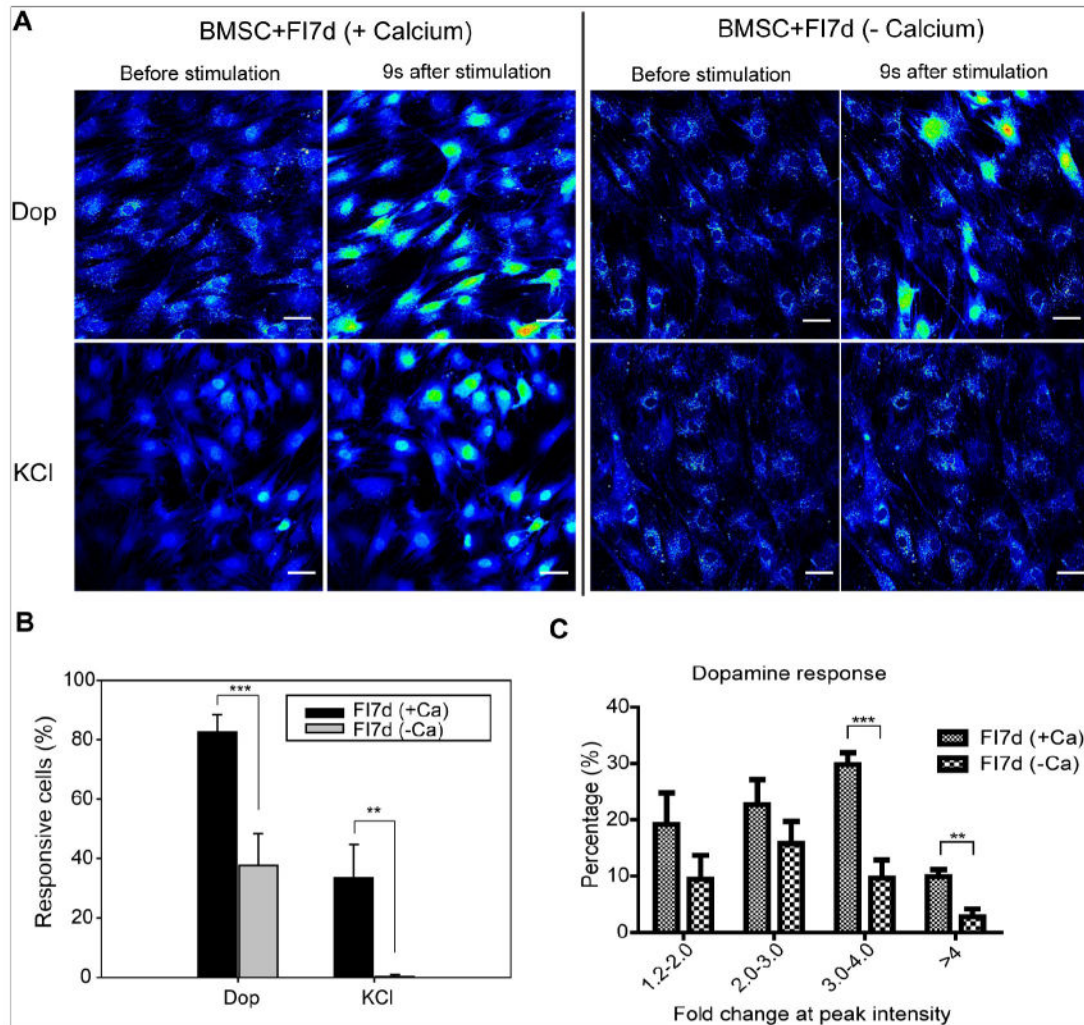 A
BMSC+FI7d (+ Calcium)
BMSC+FI7d (- Calcium)
Before stimulation
9s after stimulation
Before stimulation
9s after stimulation
Dop
KCl
B
Responsive cells (%)
100
80
60
40
20
0
***
**
FI7d (+Ca)
FI7d (-Ca)
Dop
KCl
C
Dopamine response
Percentage (%)
40
30
20
10
0
***
**
FI7d (+Ca)
FI7d (-Ca)
1.2-2.0
2.0-3.0
3.0-4.0
>4
Fold change at peak intensity